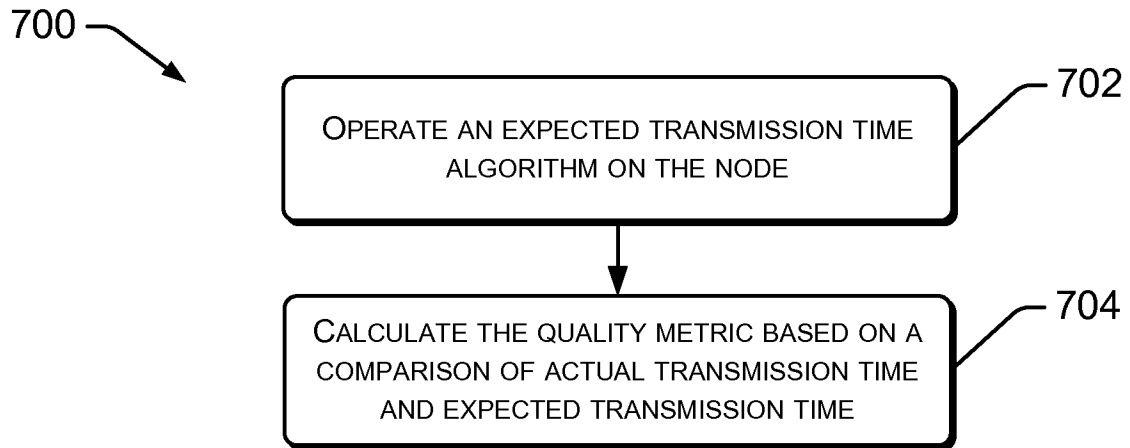 700
702
OPERATE AN EXPECTED TRANSMISSION TIME
ALGORITHM ON THE NODE
704
CALCULATE THE QUALITY METRIC BASED ON A
COMPARISON OF ACTUAL TRANSMISSION TIME
AND EXPECTED TRANSMISSION TIME